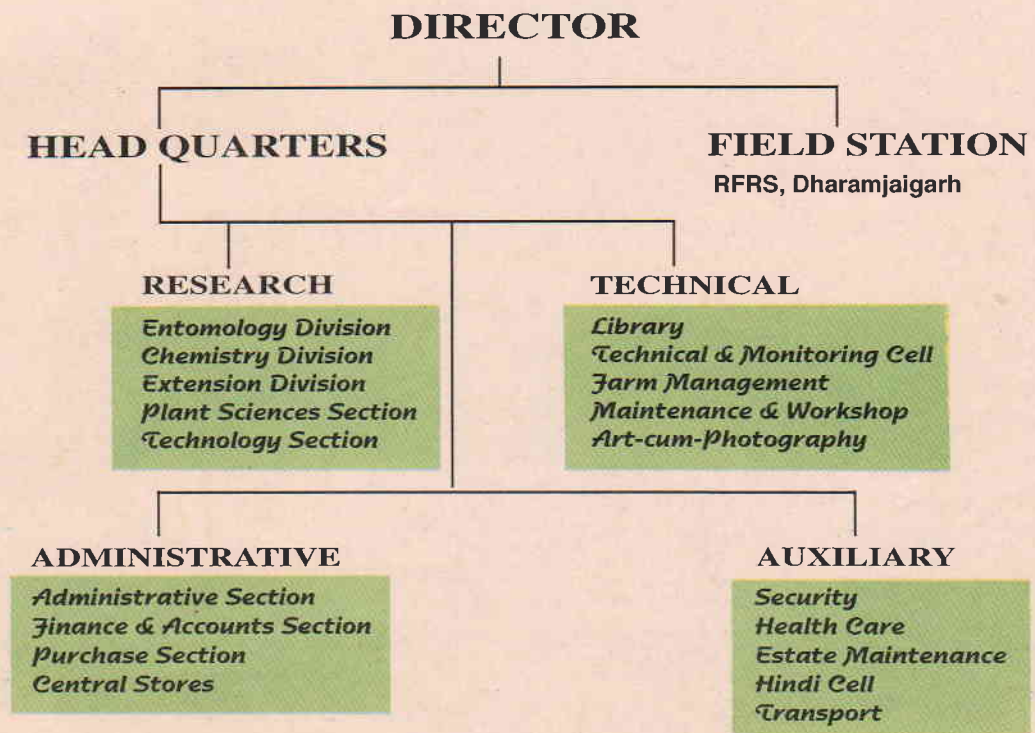 DIRECTOR
HEAD QUARTERS
FIELD STATION
RFRS, Dharamjaigarh
RESEARCH
Entomology Division
Chemistry Division
Extension Division
Plant Sciences Section
Technology Section
TECHNICAL
Library
Technical & Monitoring Cell
Farm Management
Maintenance & Workshop
Art-cum-Photography
ADMINISTRATIVE
Administrative Section
Finance & Accounts Section
Purchase Section
Central Stores
AUXILIARY
Security
Health Care
Estate Maintenance
Hindi Cell
Transport